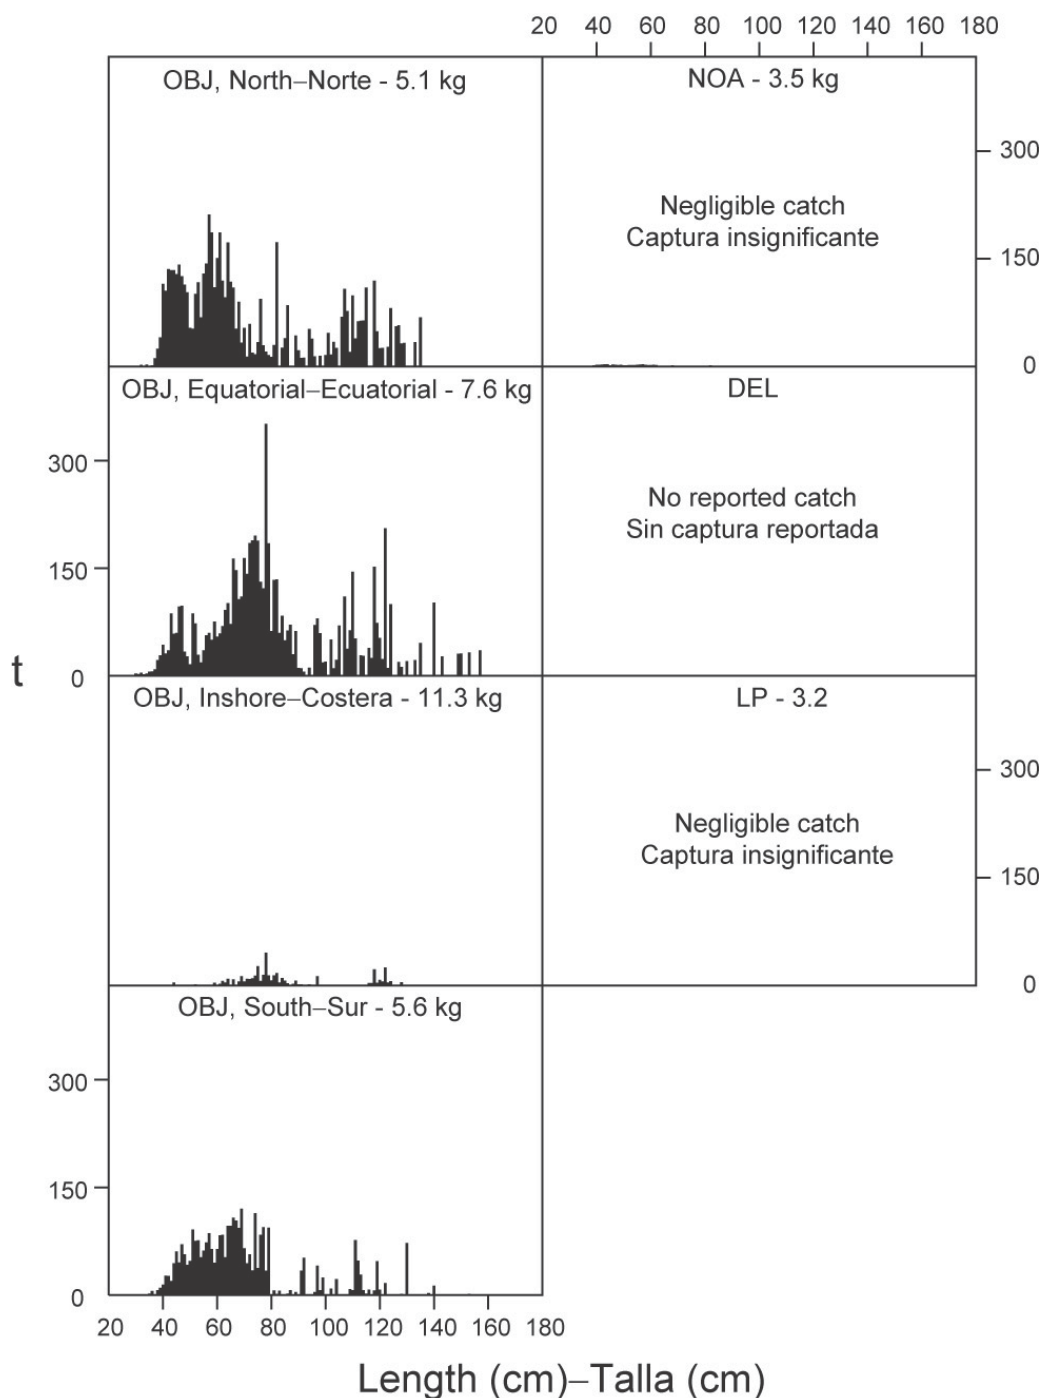 20 40 60 80 100 120 140 160 180
OBJ, North–Norte - 5.1 kg
NOA - 3.5 kg
Negligible catch
Captura insignificante
300
150
0
OBJ, Equatorial–Ecuatorial - 7.6 kg
DEL
No reported catch
Sin captura reportada
300
150
0
t
OBJ, Inshore–Costera - 11.3 kg
LP - 3.2
Negligible catch
Captura insignificante
300
150
0
OBJ, South–Sur - 5.6 kg
300
150
0
20 40 60 80 100 120 140 160 180
Length (cm)–Talla (cm)